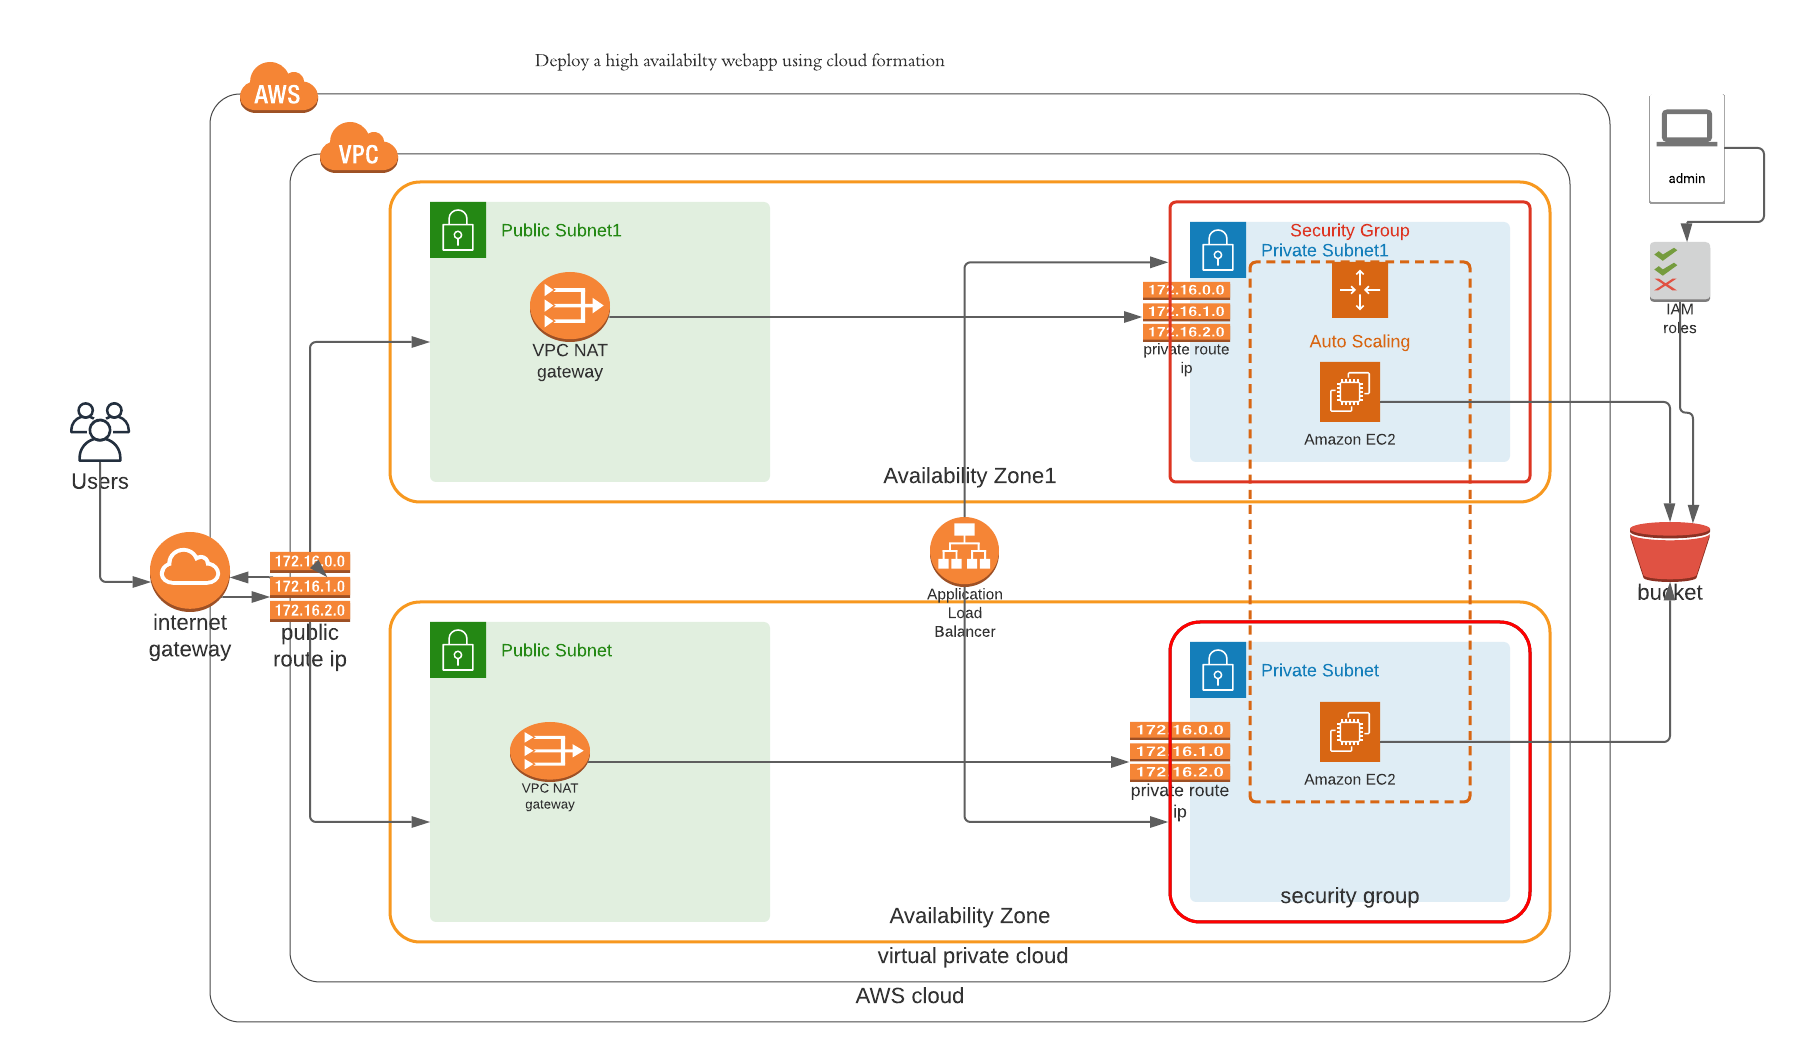 Deploy a high availabilty webapp using cloud formation
AWS
VPC
admin
Public Subnet1
Security Group
Private Subnet1
172.16.0.0
172.16.1.0
172.16.2.0
private route
ip
VPC NAT
gateway
Auto Scaling
Amazon EC2
IAM
roles
Users
Availability Zone1
172.16.0.0
172.16.1.0
172.16.2.0
public
route ip
internet
gateway
Application
Load
Balancer
bucket
Public Subnet
Private Subnet
VPC NAT
gateway
172.16.0.0
172.16.1.0
172.16.2.0
private route
ip
Amazon EC2
security group
Availability Zone
virtual private cloud
AWS cloud